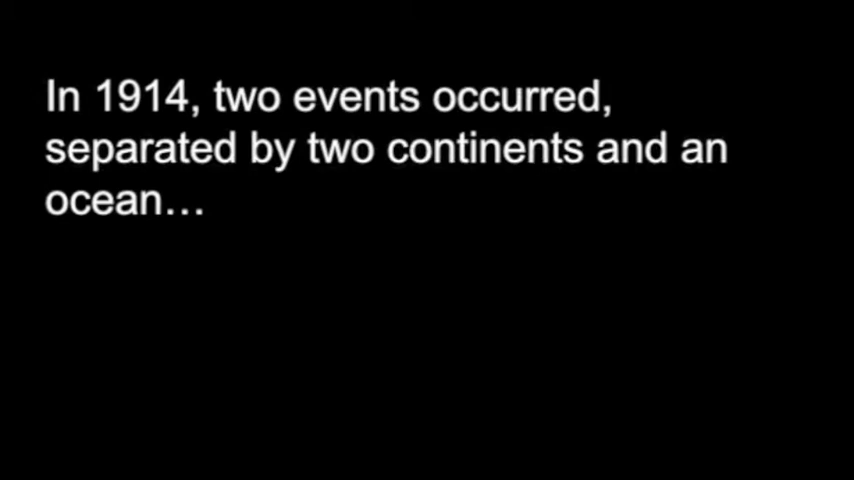 In 1914, two events occurred,
separated by two continents and an
ocean…